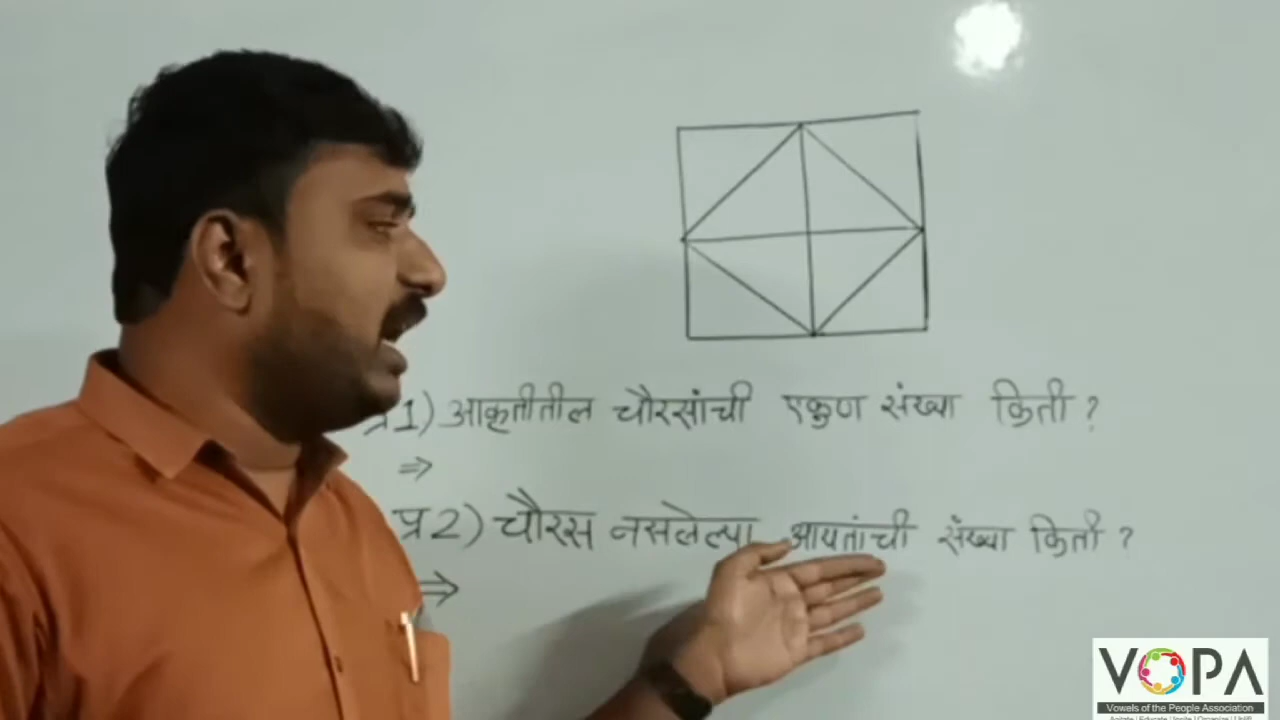 प्र1) आकृतीतील चौरसांची एकुण संख्या किती ?
⇒
प्र2) चौरस नसलेल्या आयतांची संख्या किती ?
⇒
VOPA
Vowels of the People Association